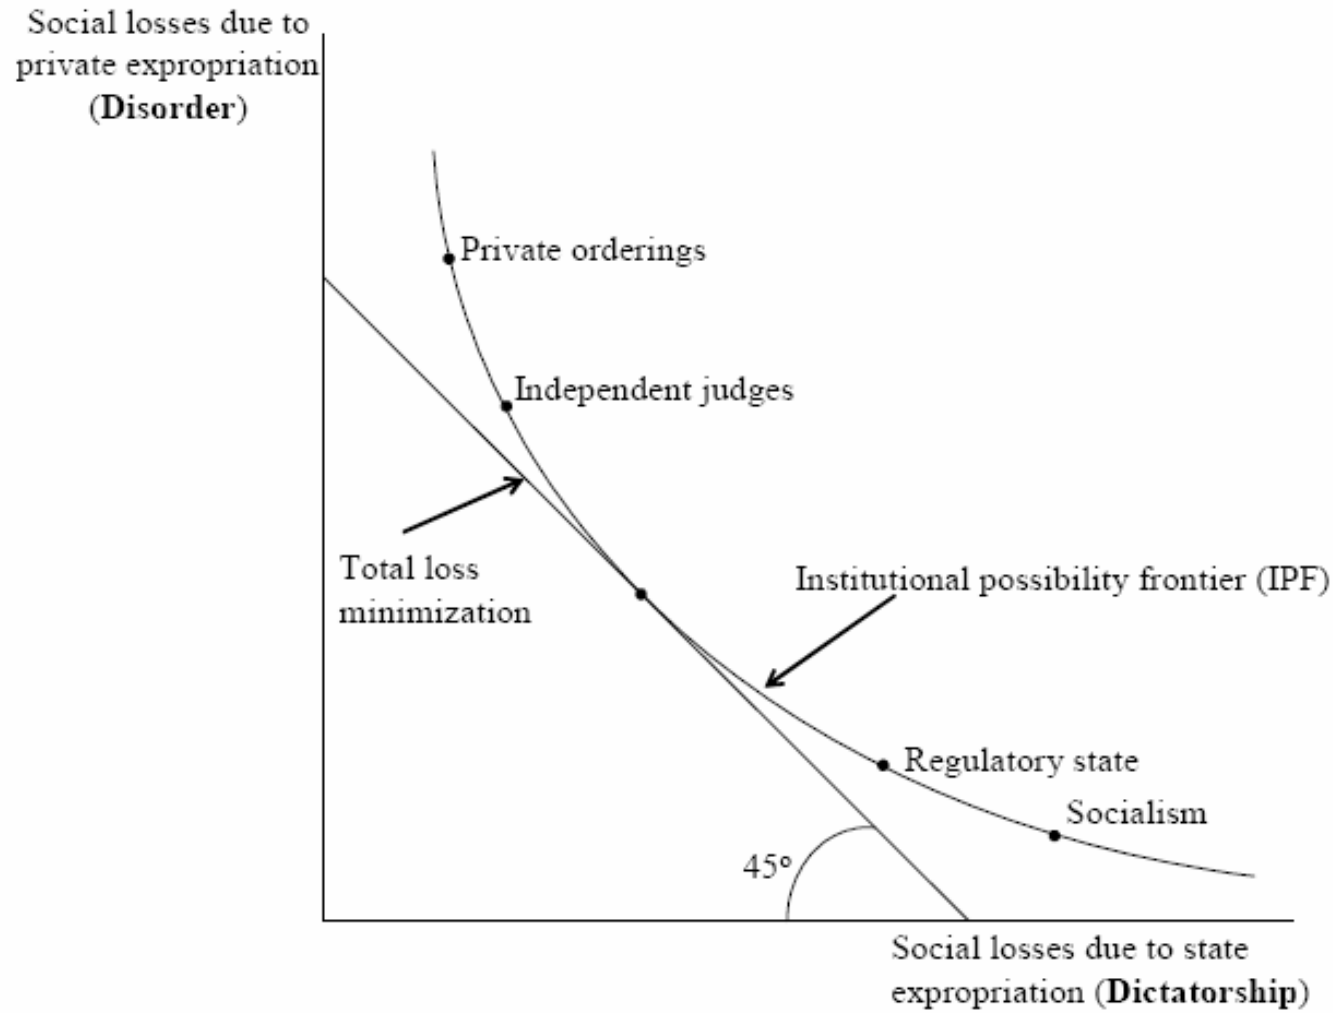 Social losses due to
private expropriation
(Disorder)
Private orderings
Independent judges
Total loss
minimization
Institutional possibility frontier (IPF)
Regulatory state
Socialism
45°
Social losses due to state
expropriation (Dictatorship)